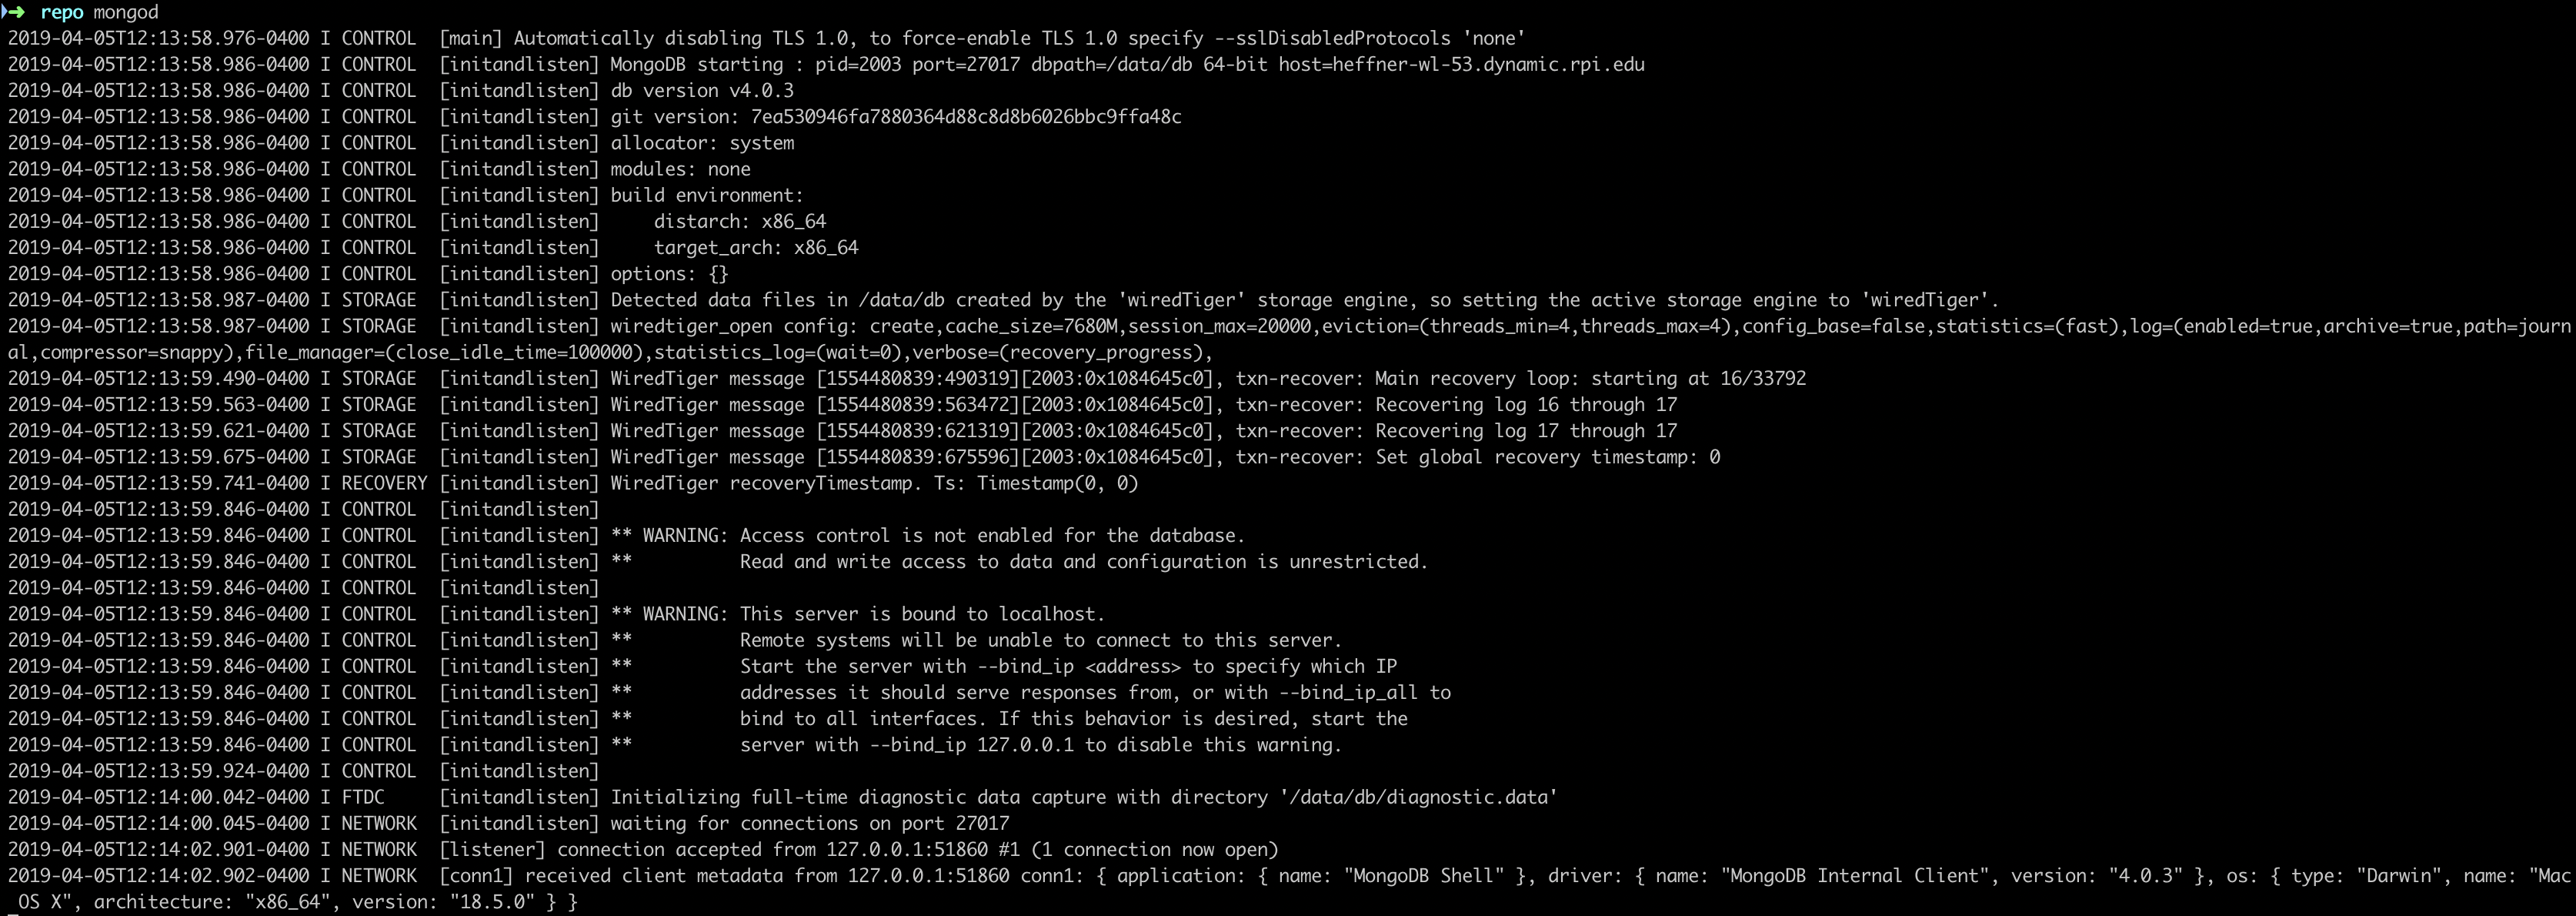 ➜ repo mongod
2019-04-05T12:13:58.976-0400 I CONTROL  [main] Automatically disabling TLS 1.0, to force-enable TLS 1.0 specify --sslDisabledProtocols 'none'
2019-04-05T12:13:58.986-0400 I CONTROL  [initandlisten] MongoDB starting : pid=2003 port=27017 dbpath=/data/db 64-bit host=heffner-wl-53.dynamic.rpi.edu
2019-04-05T12:13:58.986-0400 I CONTROL  [initandlisten] db version v4.0.3
2019-04-05T12:13:58.986-0400 I CONTROL  [initandlisten] git version: 7ea530946fa7880364d88c8d8b6026bbc9ffa48c
2019-04-05T12:13:58.986-0400 I CONTROL  [initandlisten] allocator: system
2019-04-05T12:13:58.986-0400 I CONTROL  [initandlisten] modules: none
2019-04-05T12:13:58.986-0400 I CONTROL  [initandlisten] build environment:
2019-04-05T12:13:58.986-0400 I CONTROL  [initandlisten]     distarch: x86_64
2019-04-05T12:13:58.986-0400 I CONTROL  [initandlisten]     target_arch: x86_64
2019-04-05T12:13:58.986-0400 I CONTROL  [initandlisten] options: {}
2019-04-05T12:13:58.987-0400 I STORAGE  [initandlisten] Detected data files in /data/db created by the 'wiredTiger' storage engine, so setting the active storage engine to 'wiredTiger'.
2019-04-05T12:13:58.987-0400 I STORAGE  [initandlisten] wiredtiger_open config: create,cache_size=7680M,session_max=20000,eviction=(threads_min=4,threads_max=4),config_base=false,statistics=(fast),log=(enabled=true,archive=true,path=journ
al,compressor=snappy),file_manager=(close_idle_time=100000),statistics_log=(wait=0),verbose=(recovery_progress),
2019-04-05T12:13:59.490-0400 I STORAGE  [initandlisten] WiredTiger message [1554480839:490319][2003:0x1084645c0], txn-recover: Main recovery loop: starting at 16/33792
2019-04-05T12:13:59.563-0400 I STORAGE  [initandlisten] WiredTiger message [1554480839:563472][2003:0x1084645c0], txn-recover: Recovering log 16 through 17
2019-04-05T12:13:59.621-0400 I STORAGE  [initandlisten] WiredTiger message [1554480839:621319][2003:0x1084645c0], txn-recover: Recovering log 17 through 17
2019-04-05T12:13:59.675-0400 I STORAGE  [initandlisten] WiredTiger message [1554480839:675596][2003:0x1084645c0], txn-recover: Set global recovery timestamp: 0
2019-04-05T12:13:59.741-0400 I RECOVERY [initandlisten] WiredTiger recoveryTimestamp. Ts: Timestamp(0, 0)
2019-04-05T12:13:59.846-0400 I CONTROL  [initandlisten]
2019-04-05T12:13:59.846-0400 I CONTROL  [initandlisten] ** WARNING: Access control is not enabled for the database.
2019-04-05T12:13:59.846-0400 I CONTROL  [initandlisten] **          Read and write access to data and configuration is unrestricted.
2019-04-05T12:13:59.846-0400 I CONTROL  [initandlisten]
2019-04-05T12:13:59.846-0400 I CONTROL  [initandlisten] ** WARNING: This server is bound to localhost.
2019-04-05T12:13:59.846-0400 I CONTROL  [initandlisten] **          Remote systems will be unable to connect to this server.
2019-04-05T12:13:59.846-0400 I CONTROL  [initandlisten] **          Start the server with --bind_ip <address> to specify which IP
2019-04-05T12:13:59.846-0400 I CONTROL  [initandlisten] **          addresses it should serve responses from, or with --bind_ip_all to
2019-04-05T12:13:59.846-0400 I CONTROL  [initandlisten] **          bind to all interfaces. If this behavior is desired, start the
2019-04-05T12:13:59.846-0400 I CONTROL  [initandlisten] **          server with --bind_ip 127.0.0.1 to disable this warning.
2019-04-05T12:13:59.924-0400 I CONTROL  [initandlisten]
2019-04-05T12:14:00.042-0400 I FTDC     [initandlisten] Initializing full-time diagnostic data capture with directory '/data/db/diagnostic.data'
2019-04-05T12:14:00.045-0400 I NETWORK  [initandlisten] waiting for connections on port 27017
2019-04-05T12:14:02.901-0400 I NETWORK  [listener] connection accepted from 127.0.0.1:51860 #1 (1 connection now open)
2019-04-05T12:14:02.902-0400 I NETWORK  [conn1] received client metadata from 127.0.0.1:51860 conn1: { application: { name: "MongoDB Shell" }, driver: { name: "MongoDB Internal Client", version: "4.0.3" }, os: { type: "Darwin", name: "Mac
 OS X", architecture: "x86_64", version: "18.5.0" } }